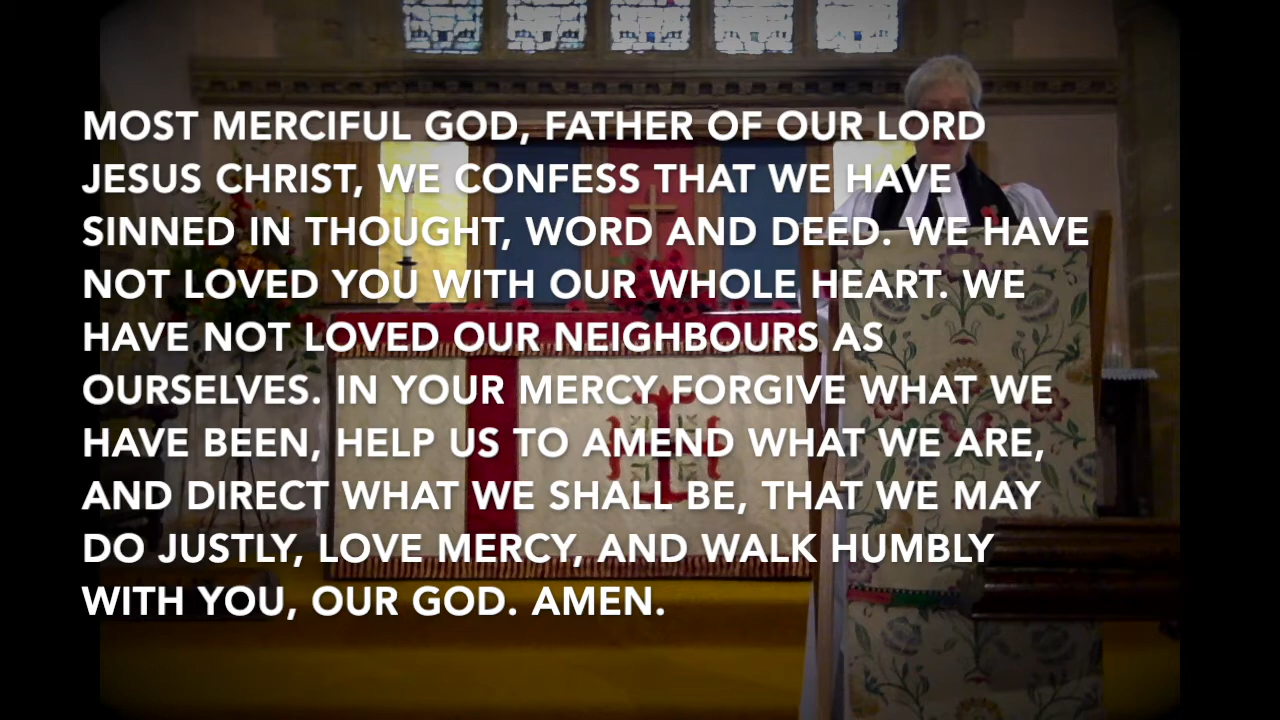 MOST MERCIFUL GOD, FATHER OF OUR LORD
JESUS CHRIST, WE CONFESS THAT WE HAVE
SINNED IN THOUGHT, WORD AND DEED. WE HAVE
NOT LOVED YOU WITH OUR WHOLE HEART. WE
HAVE NOT LOVED OUR NEIGHBOURS AS
OURSELVES. IN YOUR MERCY FORGIVE WHAT WE
HAVE BEEN, HELP US TO AMEND WHAT WE ARE,
AND DIRECT WHAT WE SHALL BE, THAT WE MAY
DO JUSTLY, LOVE MERCY, AND WALK HUMBLY
WITH YOU, OUR GOD. AMEN.